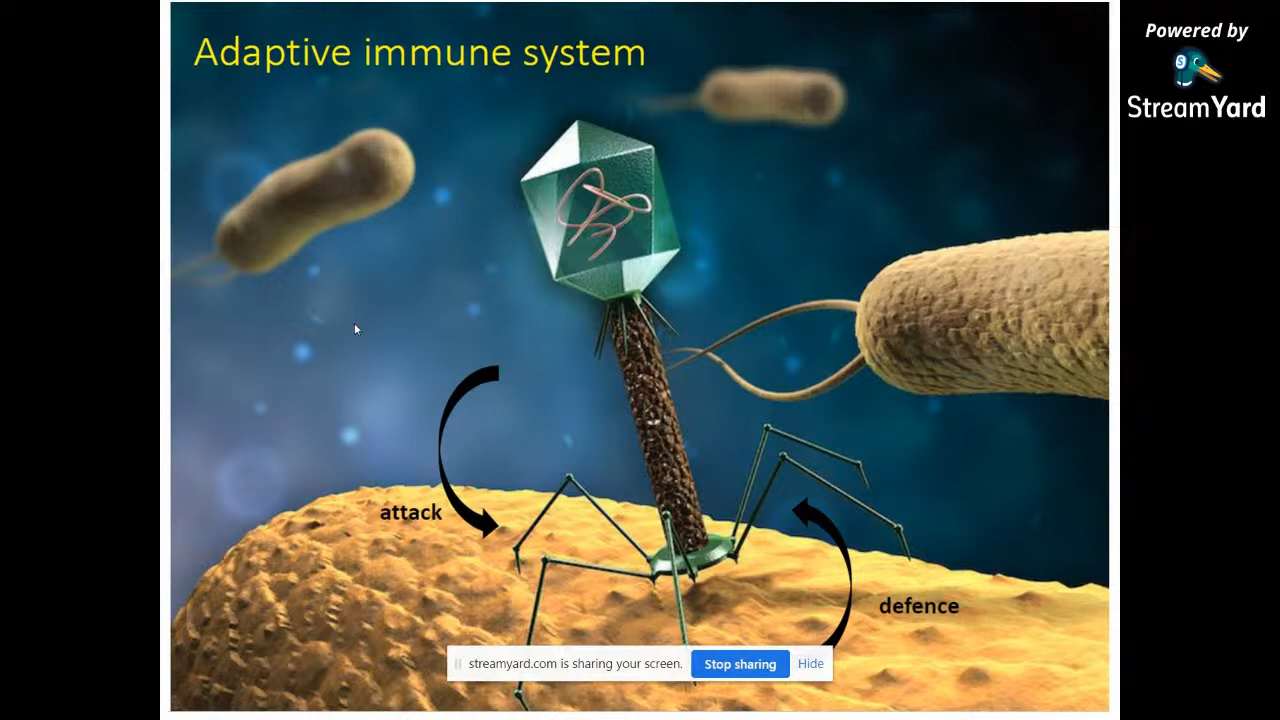 Adaptive immune system
Powered by
StreamYard
attack
defence
streamyard.com is sharing your screen.
Stop sharing
Hide